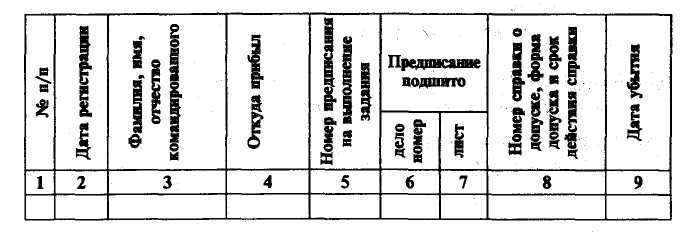 № п/п
Дата регистрации
Фамилия, имя,
отчество
командированного
Откуда прибыл
Номер предписания
на выполнение
задания
Предписание
подшито
дело
номер
лист
Номер справки о
допуске, форма
допуска и срок
действия справки
Дата убытия
1 2 3 4 5 6 7 8 9